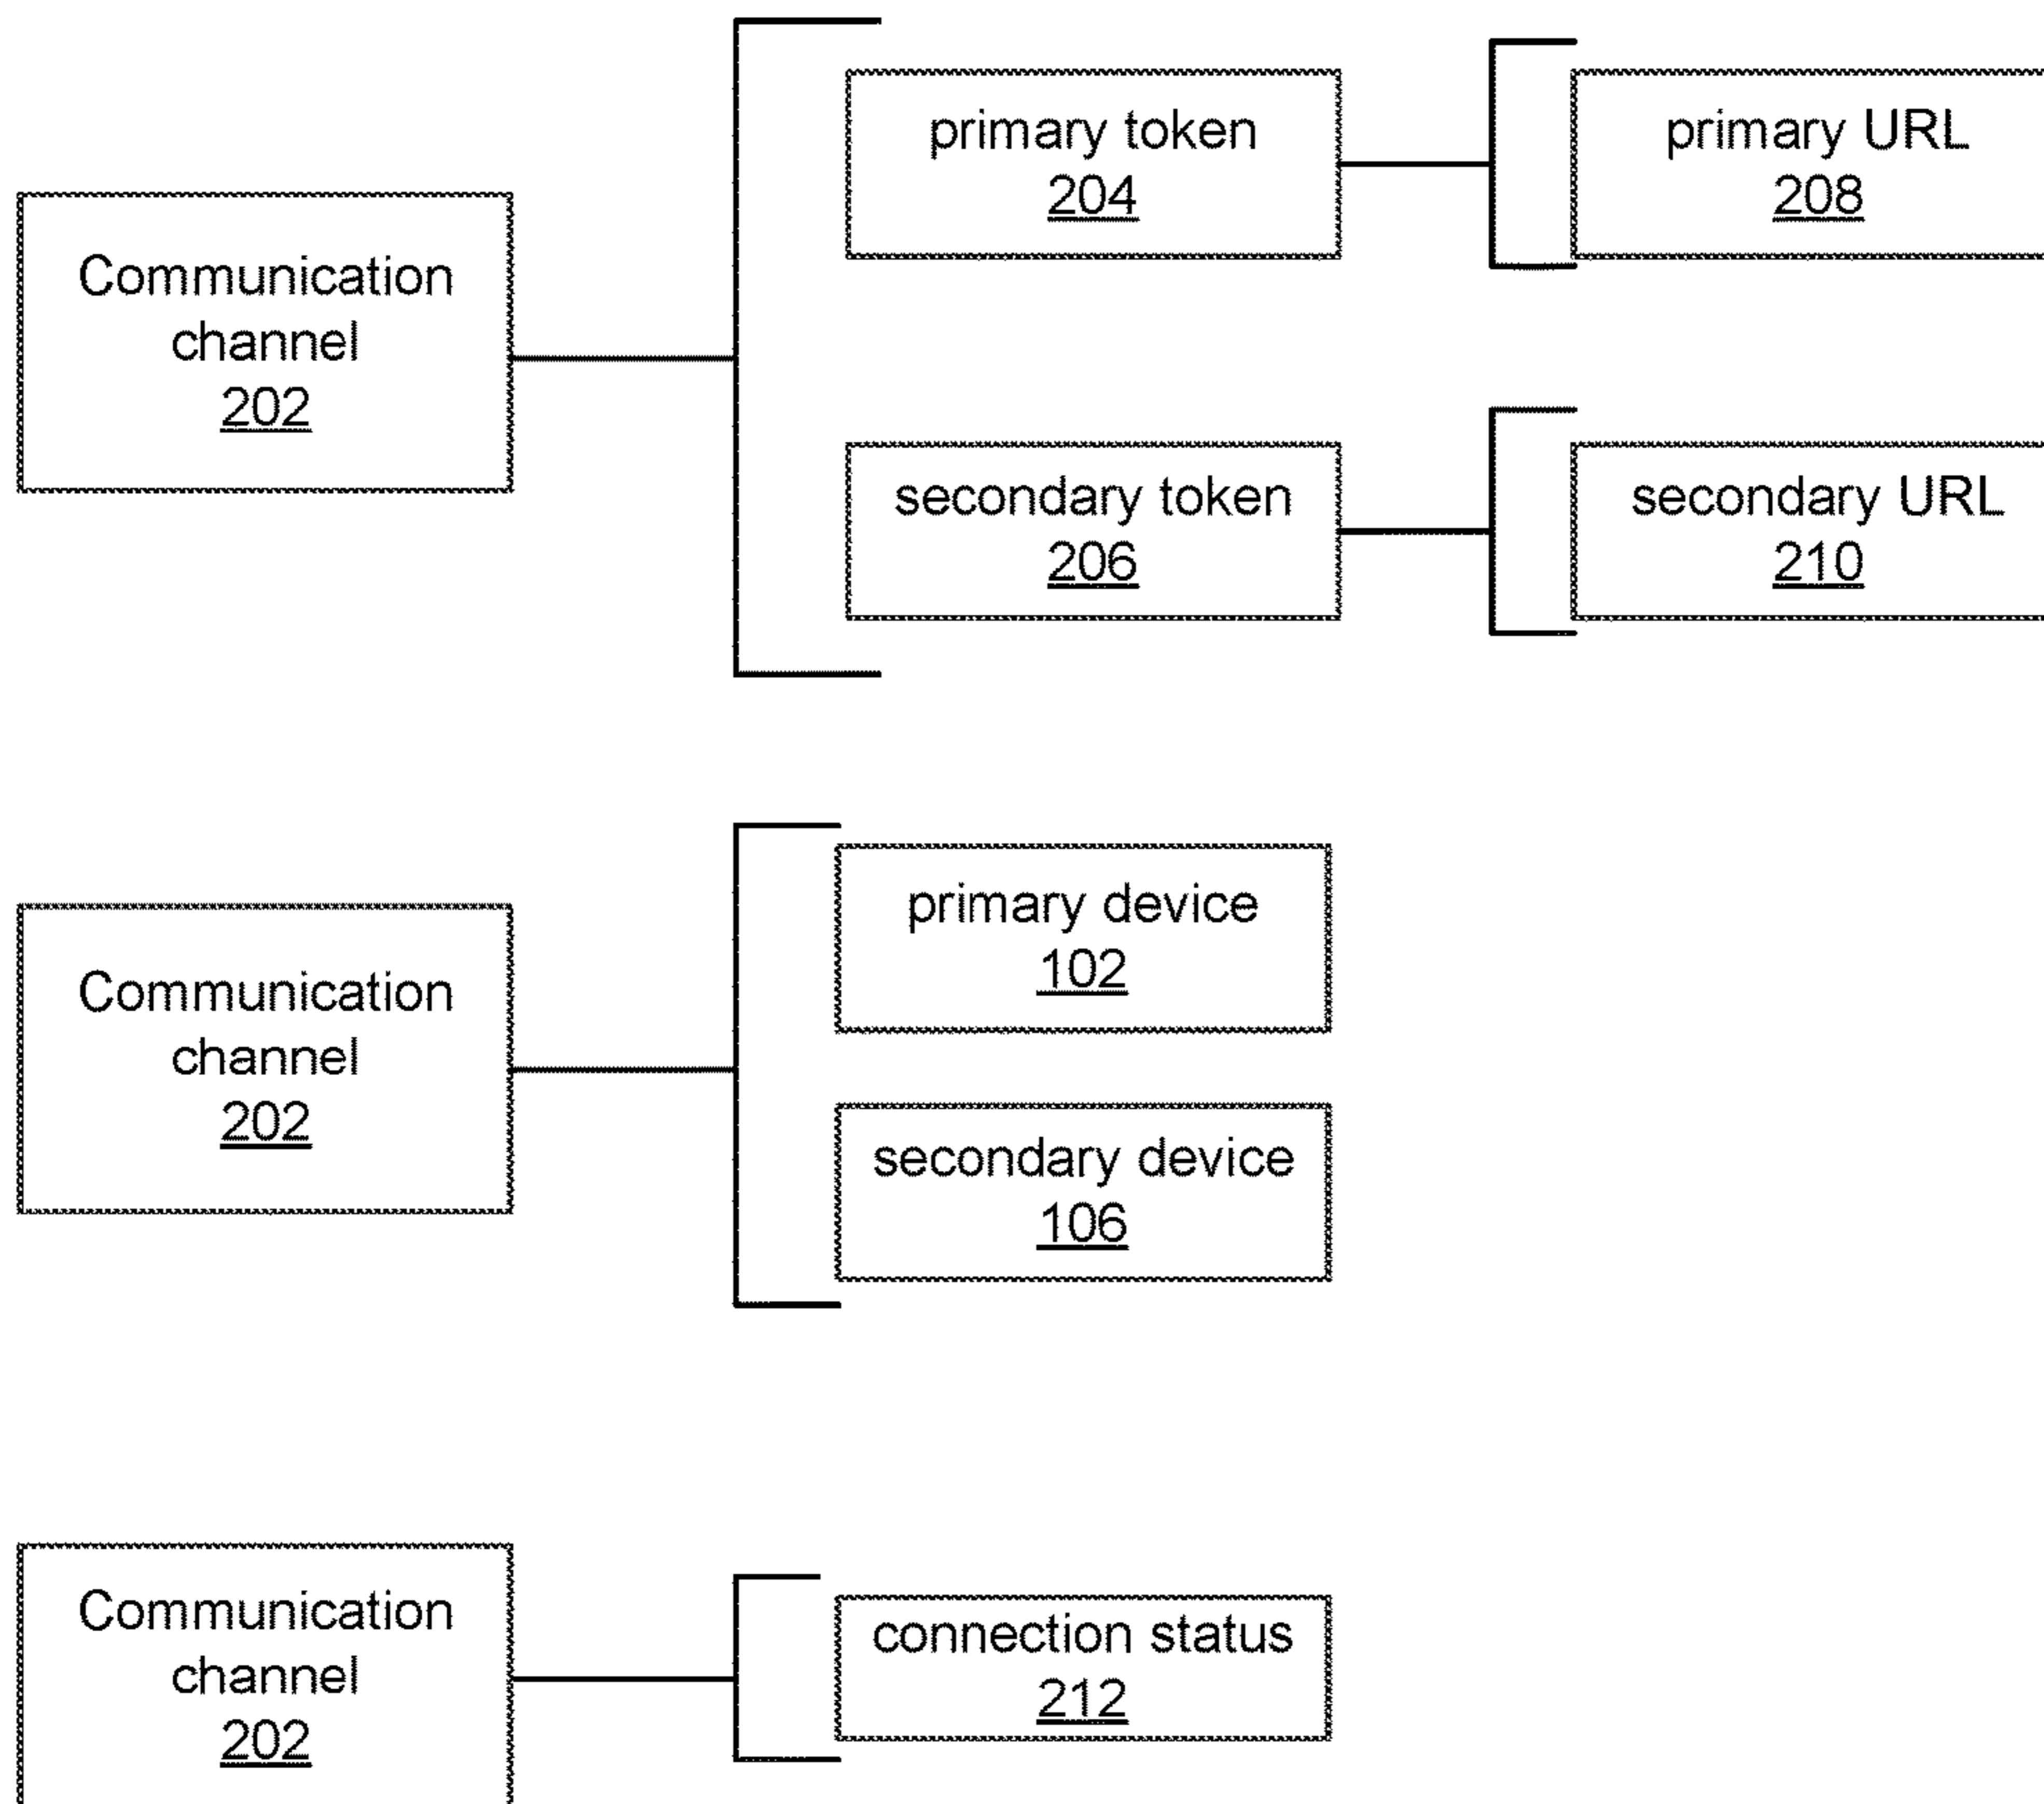 primary token
204
primary URL
208
Communication
channel
202
secondary token
206
secondary URL
210
primary device
102
Communication
channel
202
secondary device
106
Communication
channel
202
connection status
212